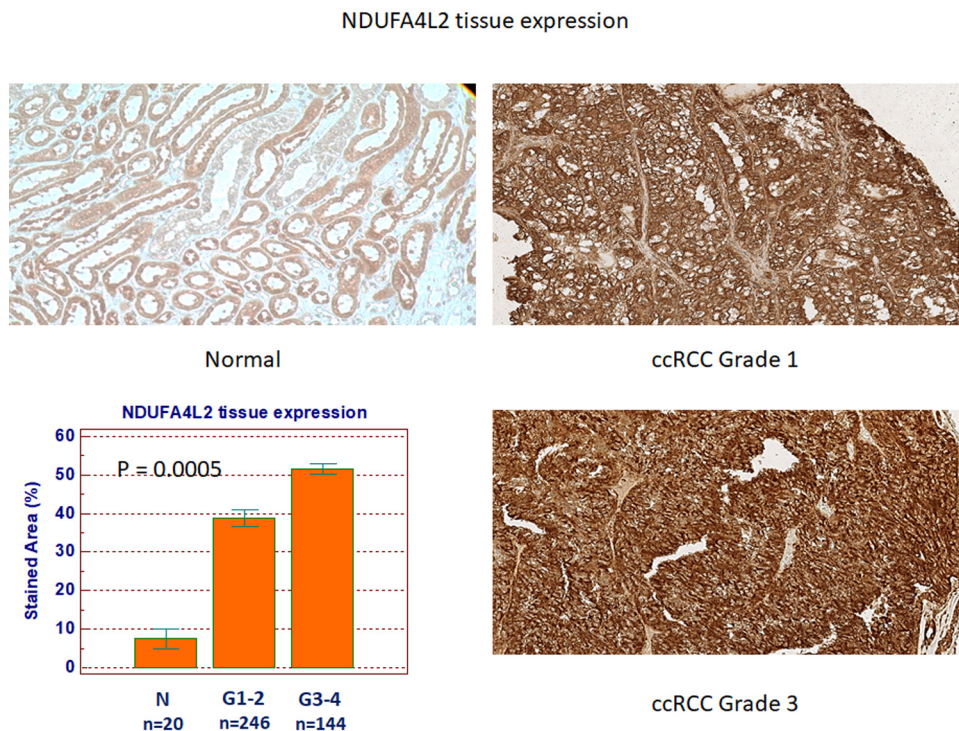 NDUFA4L2 tissue expression
Normal
ccRCC Grade 1
NDUFA4L2 tissue expression
P = 0.0005
Stained Area (%)
60
50
40
30
20
10
0
N
G1-2
G3-4
n=20
n=246
n=144
ccRCC Grade 3